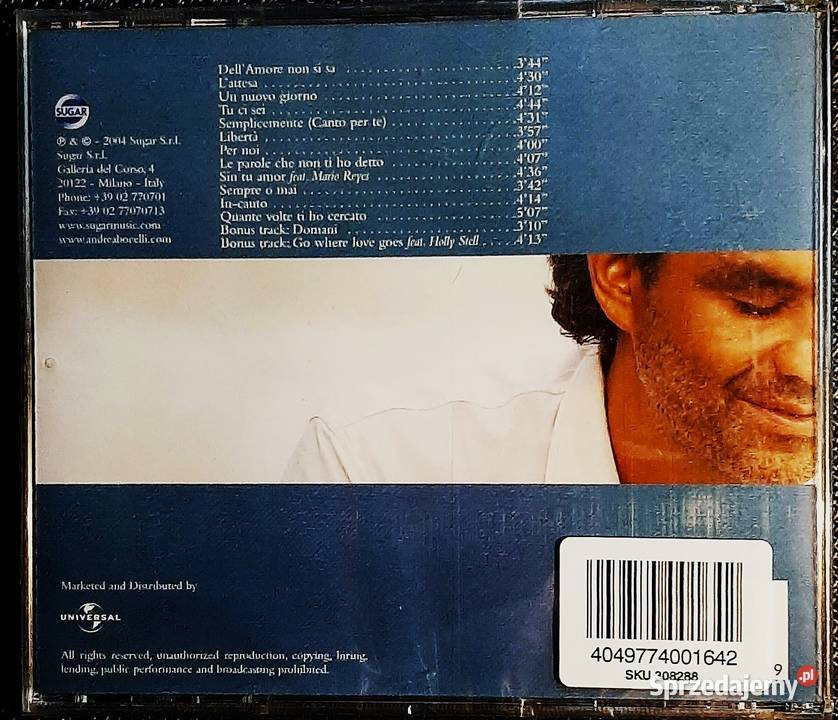 Dell'Amore non si sa ........ 3'44"
L'attesa ........ 4'30"
Un nuovo giorno ........ 4'12"
Tu ci sei ........ 4'44"
Semplicemente (Canto per te) ........ 4'31"
Libertà ........ 3'57"
Per noi ........ 4'00"
Le parole che non ti ho detto ........ 4'07"
Sin tu amor feat. Mario Reyes ........ 4'36"
Sempre o mai ........ 3'42"
In-canto ........ 4'14"
Quante volte ti ho cercato ........ 5'07"
Bonus track: Domani ........ 3'10"
Bonus track: Go where love goes feat. Holly Stell ..... 4'13"
SUGAR
℗ & © - 2004 Sugar S.r.l.
Sugar S.r.l.
Galleria del Corso, 4
20122 - Milano - Italy
Phone: +39 02 770701
Fax: +39 02 77070713
www.sugarmusic.com
www.andreabocelli.com
Marketed and Distributed by
UNIVERSAL
All rights reserved, unauthorized reproduction, copying, hiring,
lending, public performance and broadcasting prohibited.
4049774001642
SKU 308288
9
Sprzedajemy.pl